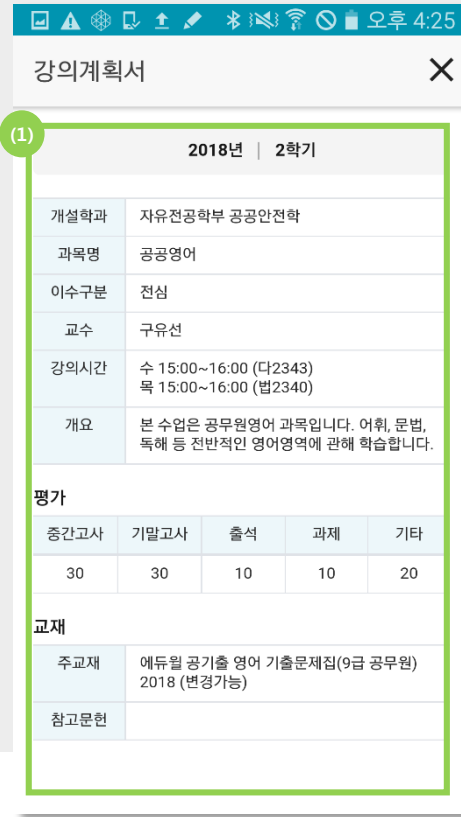 오후 4:25
강의계획서
(1)
2018년 | 2학기
개설학과 자유전공학부 공공안전학
과목명 공공영어
이수구분 전심
교수 구유선
강의시간 수 15:00~16:00 (다2343)
목 15:00~16:00 (법2340)
개요 본 수업은 공무원영어 과목입니다. 어휘, 문법,
독해 등 전반적인 영어영역에 관해 학습합니다.
평가
중간고사 기말고사 출석 과제 기타
30 30 10 10 20
교재
주교재 에듀윌 공기출 영어 기출문제집(9급 공무원)
2018 (변경가능)
참고문헌